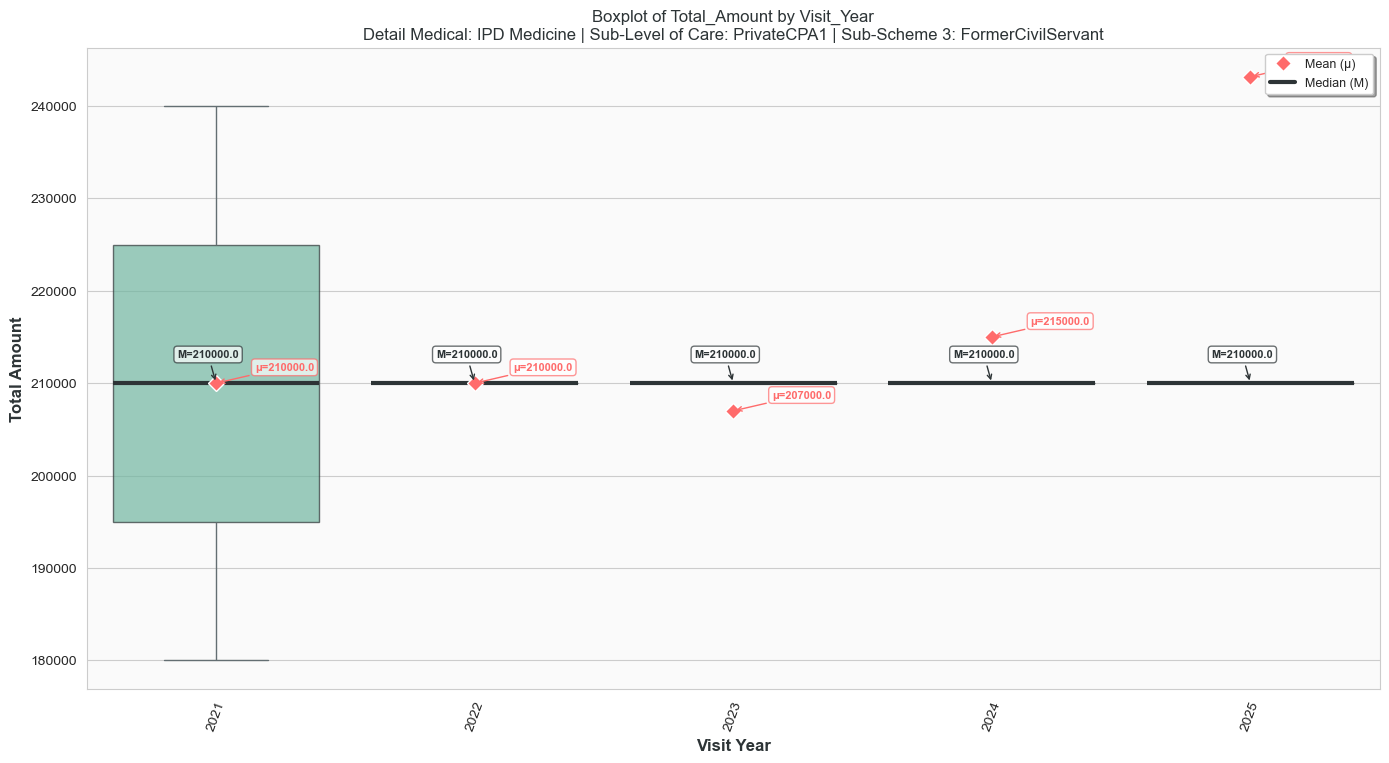 Boxplot of Total_Amount by Visit_Year
Detail Medical: IPD Medicine | Sub-Level of Care: PrivateCPA1 | Sub-Scheme 3: FormerCivilServant
Mean (μ)
Median (M)
Total Amount
240000
230000
220000
210000
200000
190000
180000
M=210000.0
μ=210000.0
M=210000.0
μ=210000.0
M=210000.0
μ=207000.0
M=210000.0
μ=215000.0
M=210000.0
2021
2022
2023
2024
2025
Visit Year